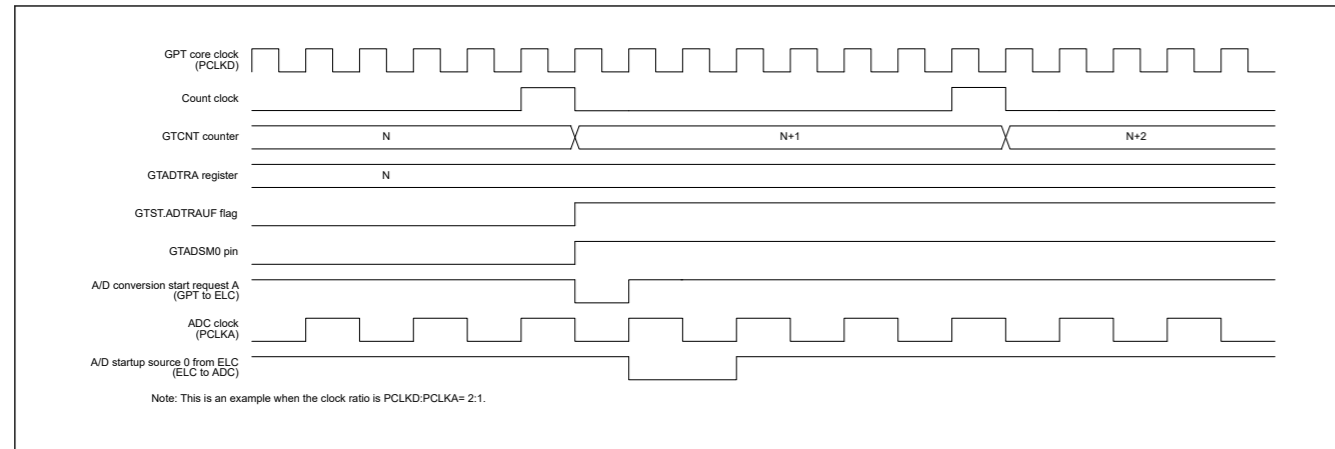 GPT core clock
(PCLKD)
Count clock
GTCNT counter
N
N+1
N+2
GTADTRA register
N
GTST.ADTRAUF flag
GTADSM0 pin
A/D conversion start request A
(GPT to ELC)
ADC clock
(PCLKA)
A/D startup source 0 from ELC
(ELC to ADC)
Note: This is an example when the clock ratio is PCLKD:PCLKA= 2:1.